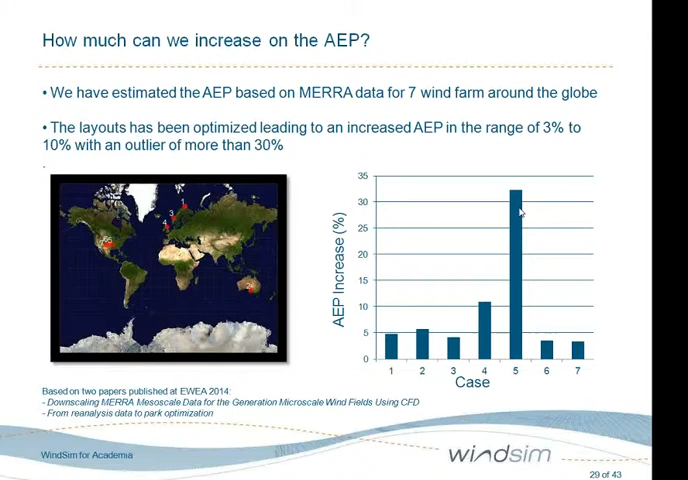 How much can we increase on the AEP?
• We have estimated the AEP based on MERRA data for 7 wind farm around the globe
• The layouts has been optimized leading to an increased AEP in the range of 3% to
10% with an outlier of more than 30%
.
1
3
4
AEP Increase (%)
35
30
25
20
15
10
5
0
1 2 3 4 5 6 7
Case
Based on two papers published at EWEA 2014:
- Downscaling MERRA Mesoscale Data for the Generation Microscale Wind Fields Using CFD
- From reanalysis data to park optimization
WindSim for Academia
windsim
29 of 43